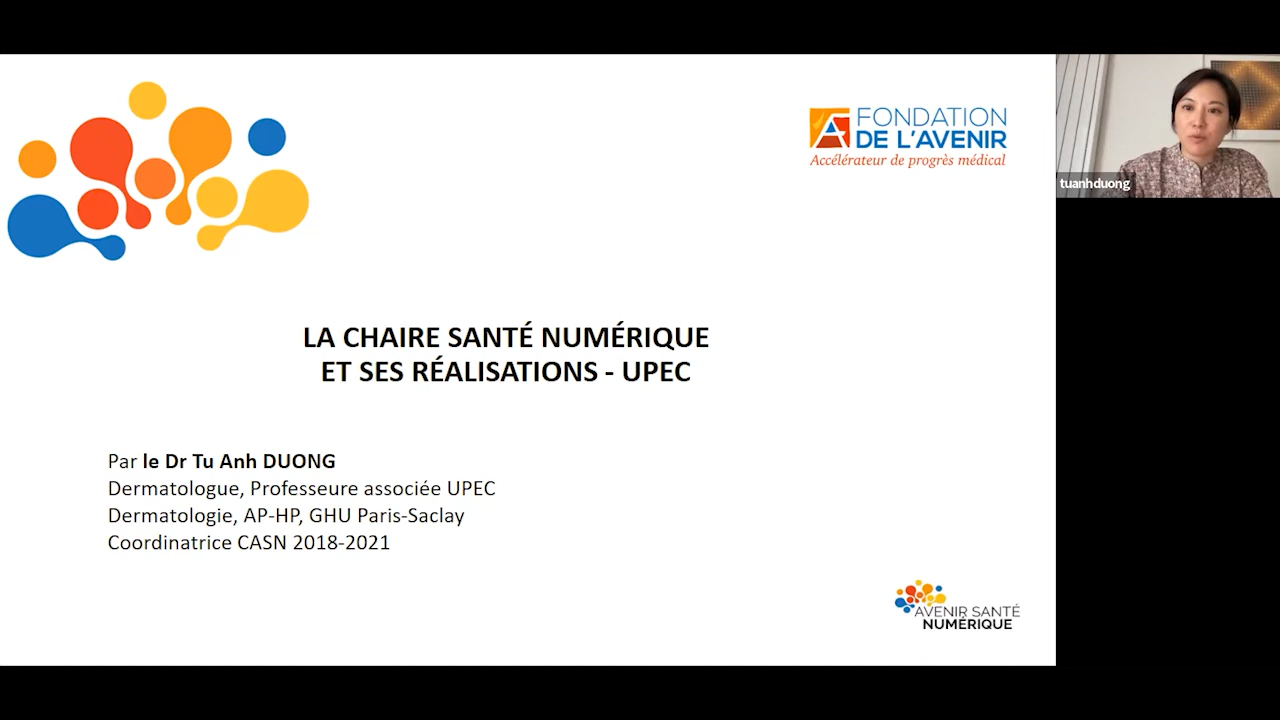 FONDATION
DE L'AVENIR
Accélérateur de progrès médical
tuanhduong
LA CHAIRE SANTÉ NUMÉRIQUE
ET SES RÉALISATIONS - UPEC
Par le Dr Tu Anh DUONG
Dermatologue, Professeure associée UPEC
Dermatologie, AP-HP, GHU Paris-Saclay
Coordinatrice CASN 2018-2021
AVENIR SANTÉ
NUMÉRIQUE